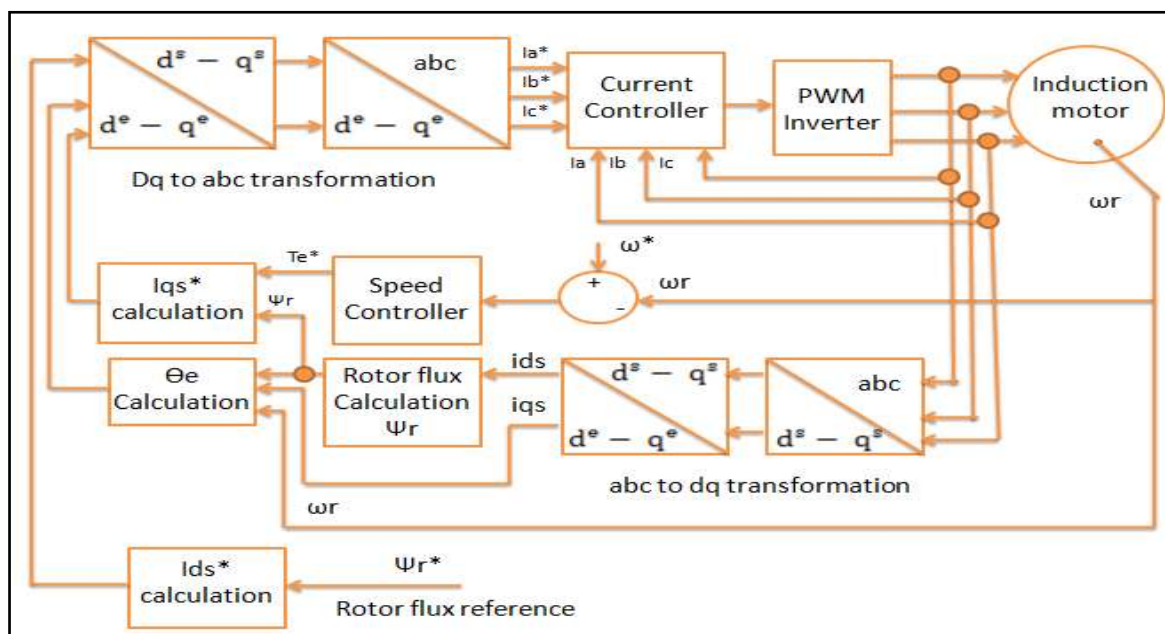 dˢ − qˢ
dᵉ − qᵉ
abc
dᵉ − qᵉ
Ia*
Ib*
Ic*
Current
Controller
PWM
Inverter
Induction
motor
Dq to abc transformation
Ia
Ib
Ic
ωr
ω*
+
-
ωr
Te*
Ψr
Iqs*
calculation
Speed
Controller
Θe
Calculation
Rotor flux
Calculation
Ψr
ids
iqs
dˢ − qˢ
dᵉ − qᵉ
abc
dˢ − qˢ
abc to dq transformation
ωr
Ids*
calculation
Ψr*
Rotor flux reference